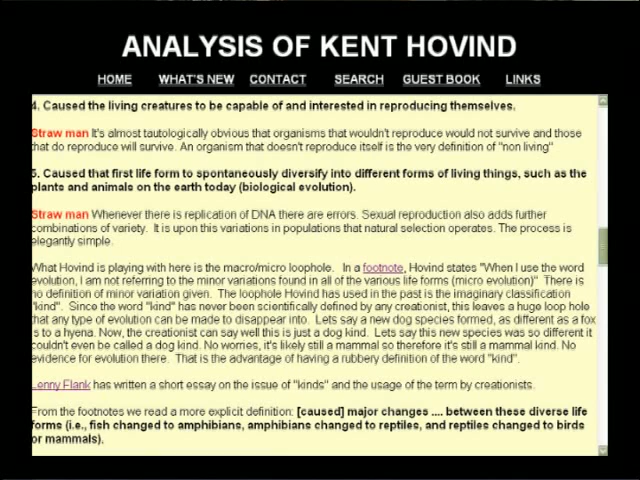 ANALYSIS OF KENT HOVIND
HOME WHAT'S NEW CONTACT SEARCH GUEST BOOK LINKS
4. Caused the living creatures to be capable of and interested in reproducing themselves.
Straw man It's almost tautologically obvious that organisms that wouldn't reproduce would not survive and those
that do reproduce will survive. An organism that doesn't reproduce itself is the very definition of "non living"
5. Caused that first life form to spontaneously diversify into different forms of living things, such as the
plants and animals on the earth today (biological evolution).
Straw man Whenever there is replication of DNA there are errors. Sexual reproduction also adds further
combinations of variety. It is upon this variations in populations that natural selection operates. The process is
elegantly simple.
What Hovind is playing with here is the macro/micro loophole. In a footnote, Hovind states "When I use the word
evolution, I am not referring to the minor variations found in all of the various life forms (micro evolution)" There is
no definition of minor variation given. The loophole Hovind has used in the past is the imaginary classification
"kind". Since the word "kind" has never been scientifically defined by any creationist, this leaves a huge loop hole
that any type of evolution can be made to disappear into. Lets say a new dog species formed, as different as a fox
is to a hyena. Now, the creationist can say well this is just a dog kind. Lets say this new species was so different it
couldn't even be called a dog kind. No worries, it's likely still a mammal so therefore it's still a mammal kind. No
evidence for evolution there. That is the advantage of having a rubbery definition of the word "kind".
Lenny Flank has written a short essay on the issue of "kinds" and the usage of the term by creationists.
From the footnotes we read a more explicit definition: [caused] major changes .... between these diverse life
forms (i.e., fish changed to amphibians, amphibians changed to reptiles, and reptiles changed to birds
or mammals).